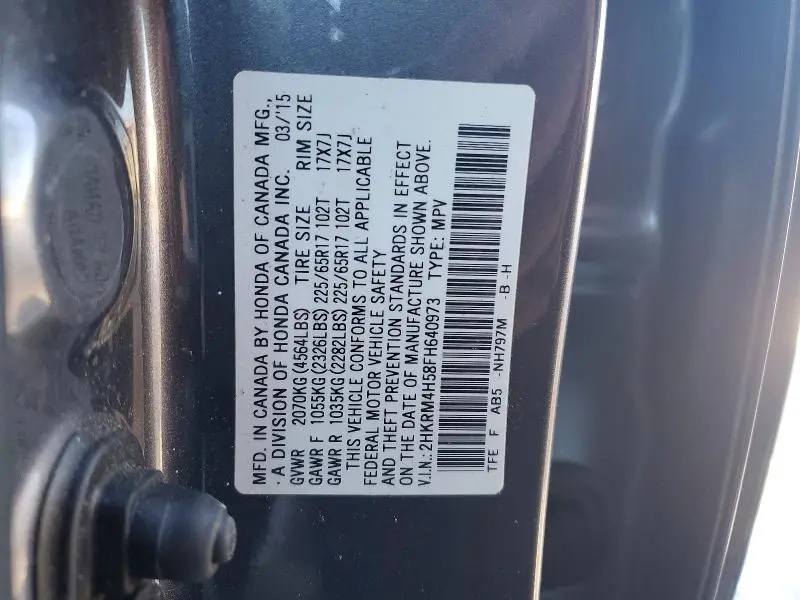 MFD. IN CANADA BY HONDA OF CANADA MFG.,
· A DIVISION OF HONDA CANADA INC. 03/'15
GVWR 2070KG(4564LBS) TIRE SIZE RIM SIZE
GAWR F 1055KG(2326LBS) 225/65R17 102T 17X7J
GAWR R 1035KG(2282LBS) 225/65R17 102T 17X7J
THIS VEHICLE CONFORMS TO ALL APPLICABLE
FEDERAL MOTOR VEHICLE SAFETY
AND THEFT PREVENTION STANDARDS IN EFFECT
ON THE DATE OF MANUFACTURE SHOWN ABOVE.
V.I.N.: 2HKRM4H58FH640973 TYPE: MPV
TFE F AB5 -NH797M -B -H